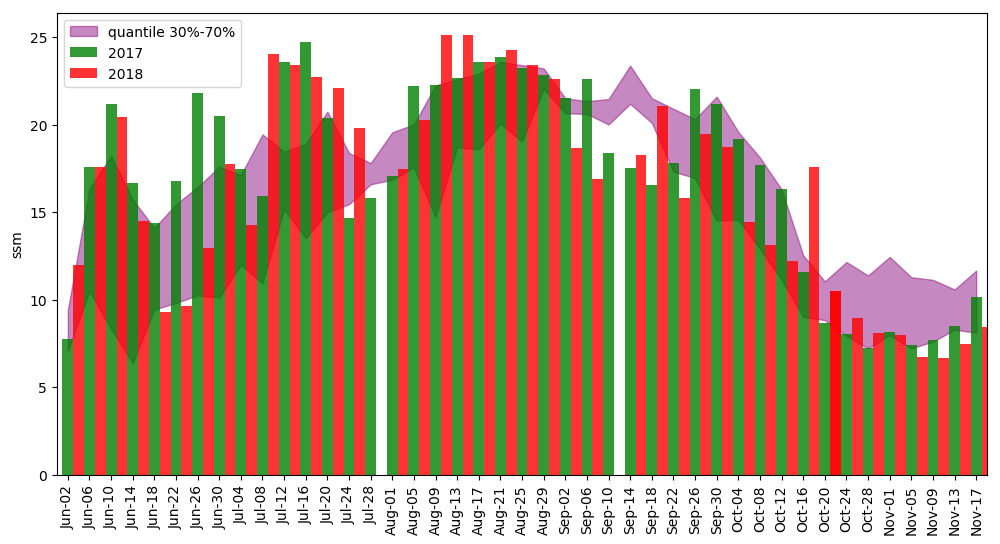 quantile 30%-70%
2017
2018
ssm
25
20
15
10
5
0
Jun-02
Jun-06
Jun-10
Jun-14
Jun-18
Jun-22
Jun-26
Jun-30
Jul-04
Jul-08
Jul-12
Jul-16
Jul-20
Jul-24
Jul-28
Aug-01
Aug-05
Aug-09
Aug-13
Aug-17
Aug-21
Aug-25
Aug-29
Sep-02
Sep-06
Sep-10
Sep-14
Sep-18
Sep-22
Sep-26
Sep-30
Oct-04
Oct-08
Oct-12
Oct-16
Oct-20
Oct-24
Oct-28
Nov-01
Nov-05
Nov-09
Nov-13
Nov-17